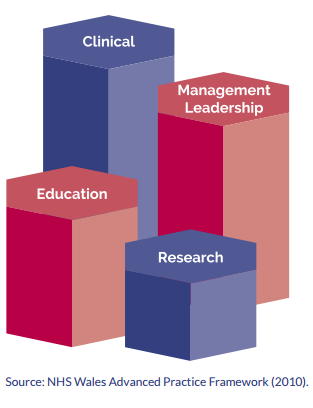 Clinical
Management
Leadership
Education
Research
Source: NHS Wales Advanced Practice Framework (2010).